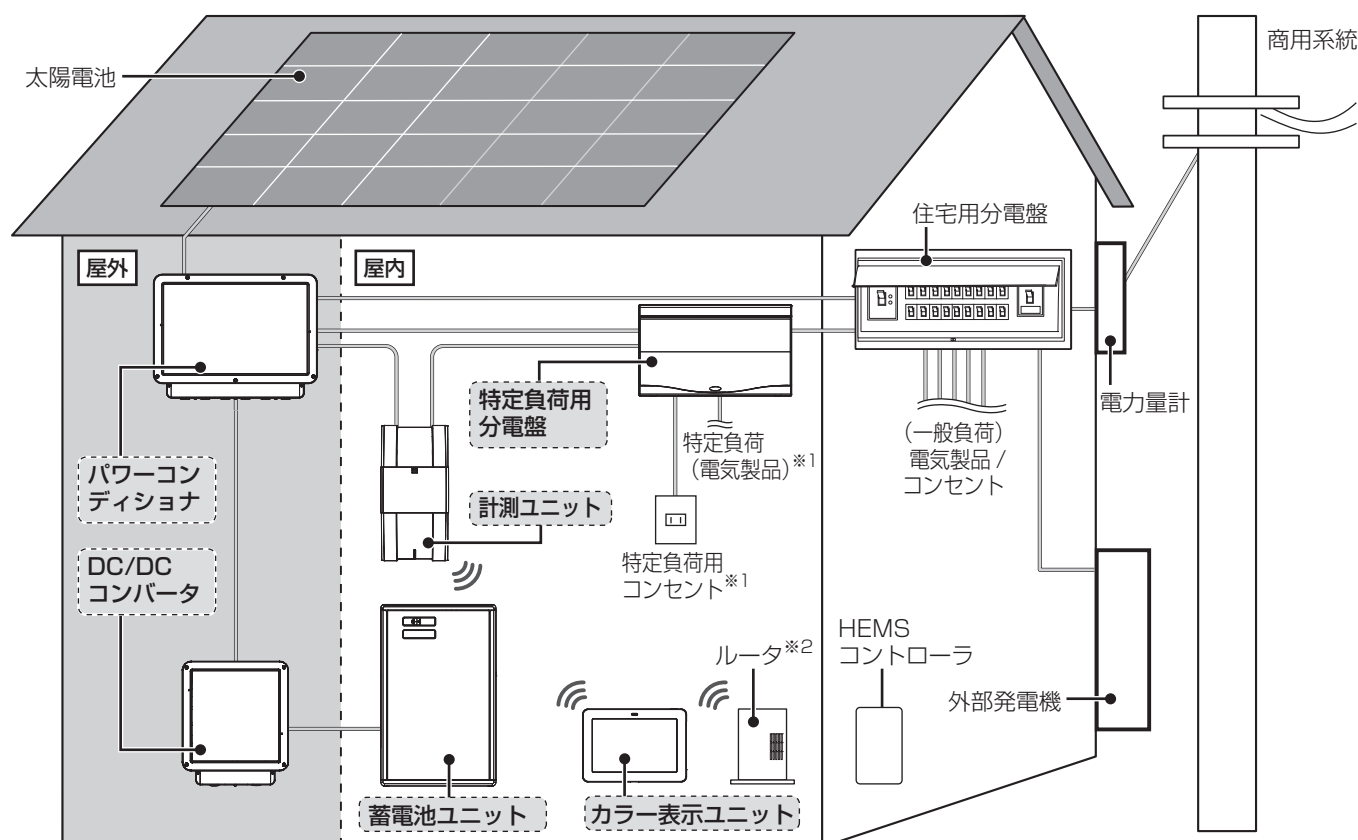 太陽電池
商用系統
住宅用分電盤
屋外
屋内
電力量計
特定負荷用
分電盤
特定負荷
（電気製品）※1
（一般負荷）
電気製品 /
コンセント
パワーコン
ディショナ
計測ユニット
特定負荷用
コンセント※1
DC/DC
コンバータ
ルータ※2
HEMS
コントローラ
外部発電機
蓄電池ユニット
カラー表示ユニット